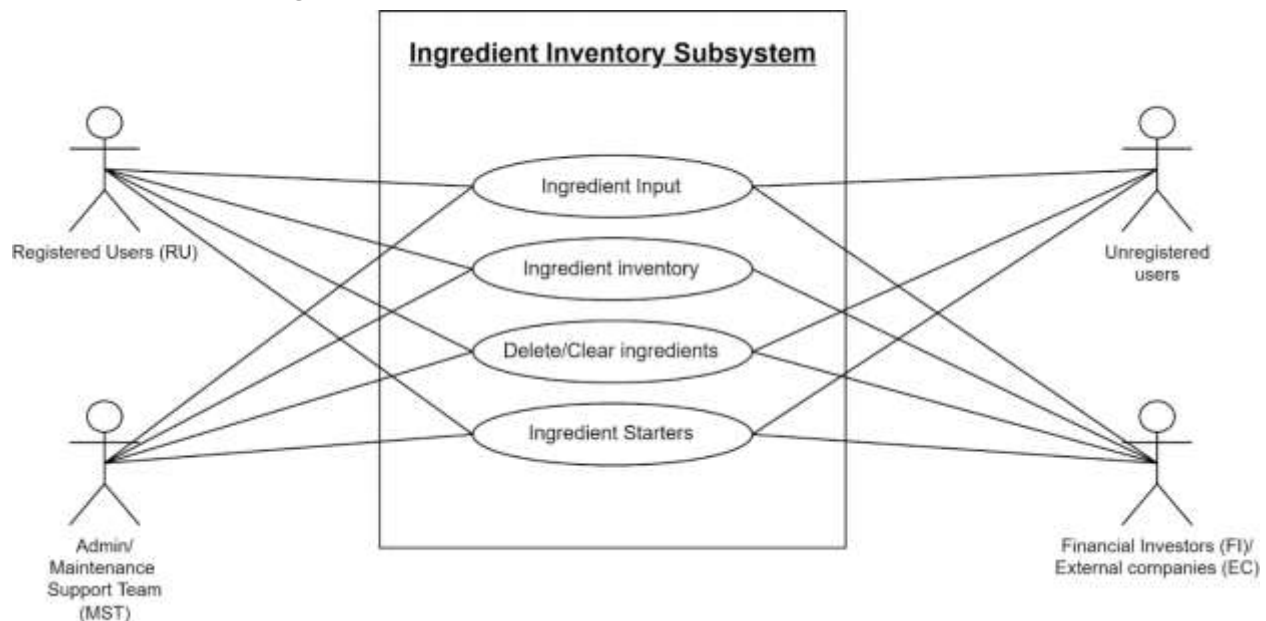 Ingredient Inventory Subsystem
Ingredient Input
Ingredient inventory
Delete/Clear ingredients
Ingredient Starters
Registered Users (RU)
Unregistered
users
Admin/
Maintenance
Support Team
(MST)
Financial Investors (FI)/
External companies (EC)